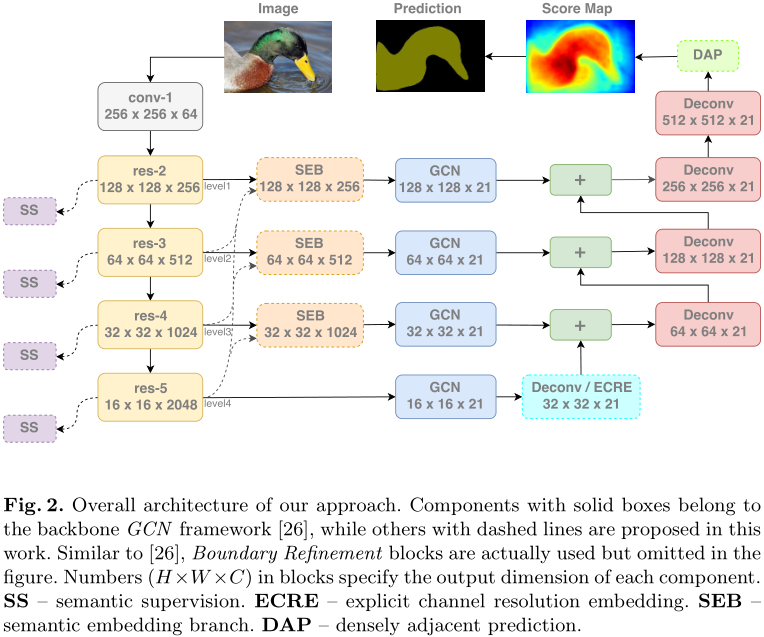 Image
Prediction
Score Map
DAP
conv-1
256 x 256 x 64
Deconv
512 x 512 x 21
res-2
128 x 128 x 256
level1
SEB
128 x 128 x 256
GCN
128 x 128 x 21
+
Deconv
256 x 256 x 21
SS
res-3
64 x 64 x 512
level2
SEB
64 x 64 x 512
GCN
64 x 64 x 21
+
Deconv
128 x 128 x 21
SS
res-4
32 x 32 x 1024
level3
SEB
32 x 32 x 1024
GCN
32 x 32 x 21
+
Deconv
64 x 64 x 21
SS
res-5
16 x 16 x 2048
level4
GCN
16 x 16 x 21
Deconv / ECRE
32 x 32 x 21
SS
Fig. 2. Overall architecture of our approach. Components with solid boxes belong to
the backbone GCN framework [26], while others with dashed lines are proposed in this
work. Similar to [26], Boundary Refinement blocks are actually used but omitted in the
figure. Numbers (H×W×C) in blocks specify the output dimension of each component.
SS – semantic supervision. ECRE – explicit channel resolution embedding. SEB –
semantic embedding branch. DAP – densely adjacent prediction.